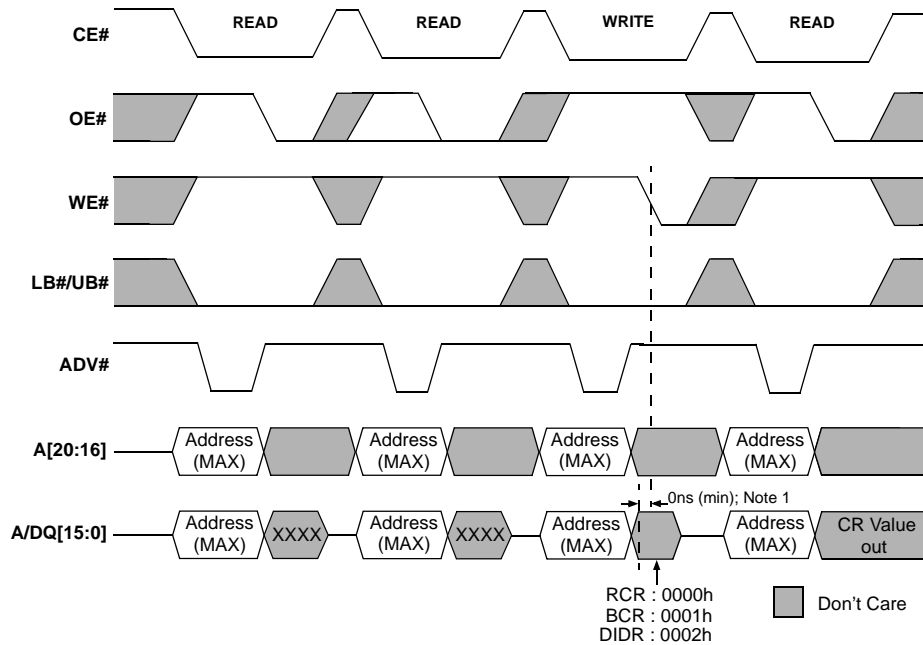 READ READ WRITE READ
CE#
OE#
WE#
LB#/UB#
ADV#
A[20:16]
Address
(MAX)
Address
(MAX)
Address
(MAX)
Address
(MAX)
0ns (min); Note 1
A/DQ[15:0]
Address
(MAX)
XXXX
Address
(MAX)
XXXX
Address
(MAX)
Address
(MAX)
CR Value
out
RCR : 0000h
BCR : 0001h
DIDR : 0002h
Don't Care